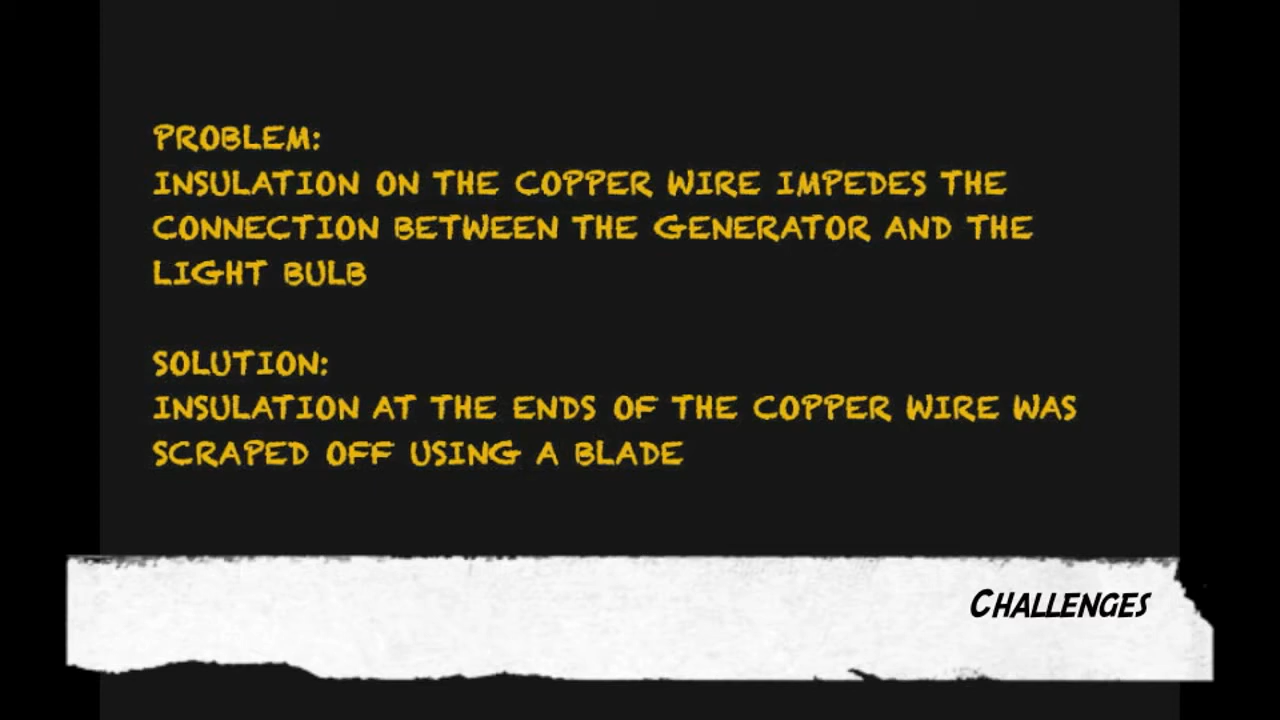 PROBLEM:
INSULATION ON THE COPPER WIRE IMPEDES THE
CONNECTION BETWEEN THE GENERATOR AND THE
LIGHT BULB
SOLUTION:
INSULATION AT THE ENDS OF THE COPPER WIRE WAS
SCRAPED OFF USING A BLADE
CHALLENGES